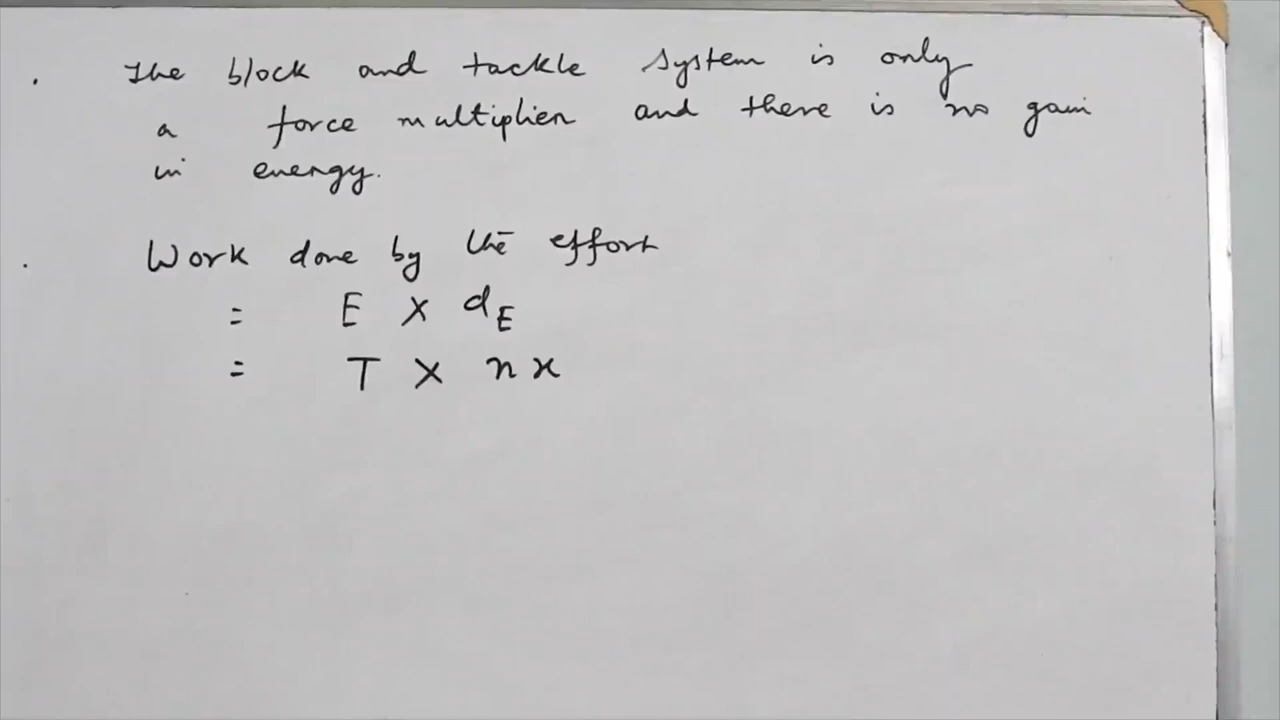 The block and tackle system is only
a force multiplier and there is no gain
in energy.
Work done by the effort
= E X dE
= T X nx